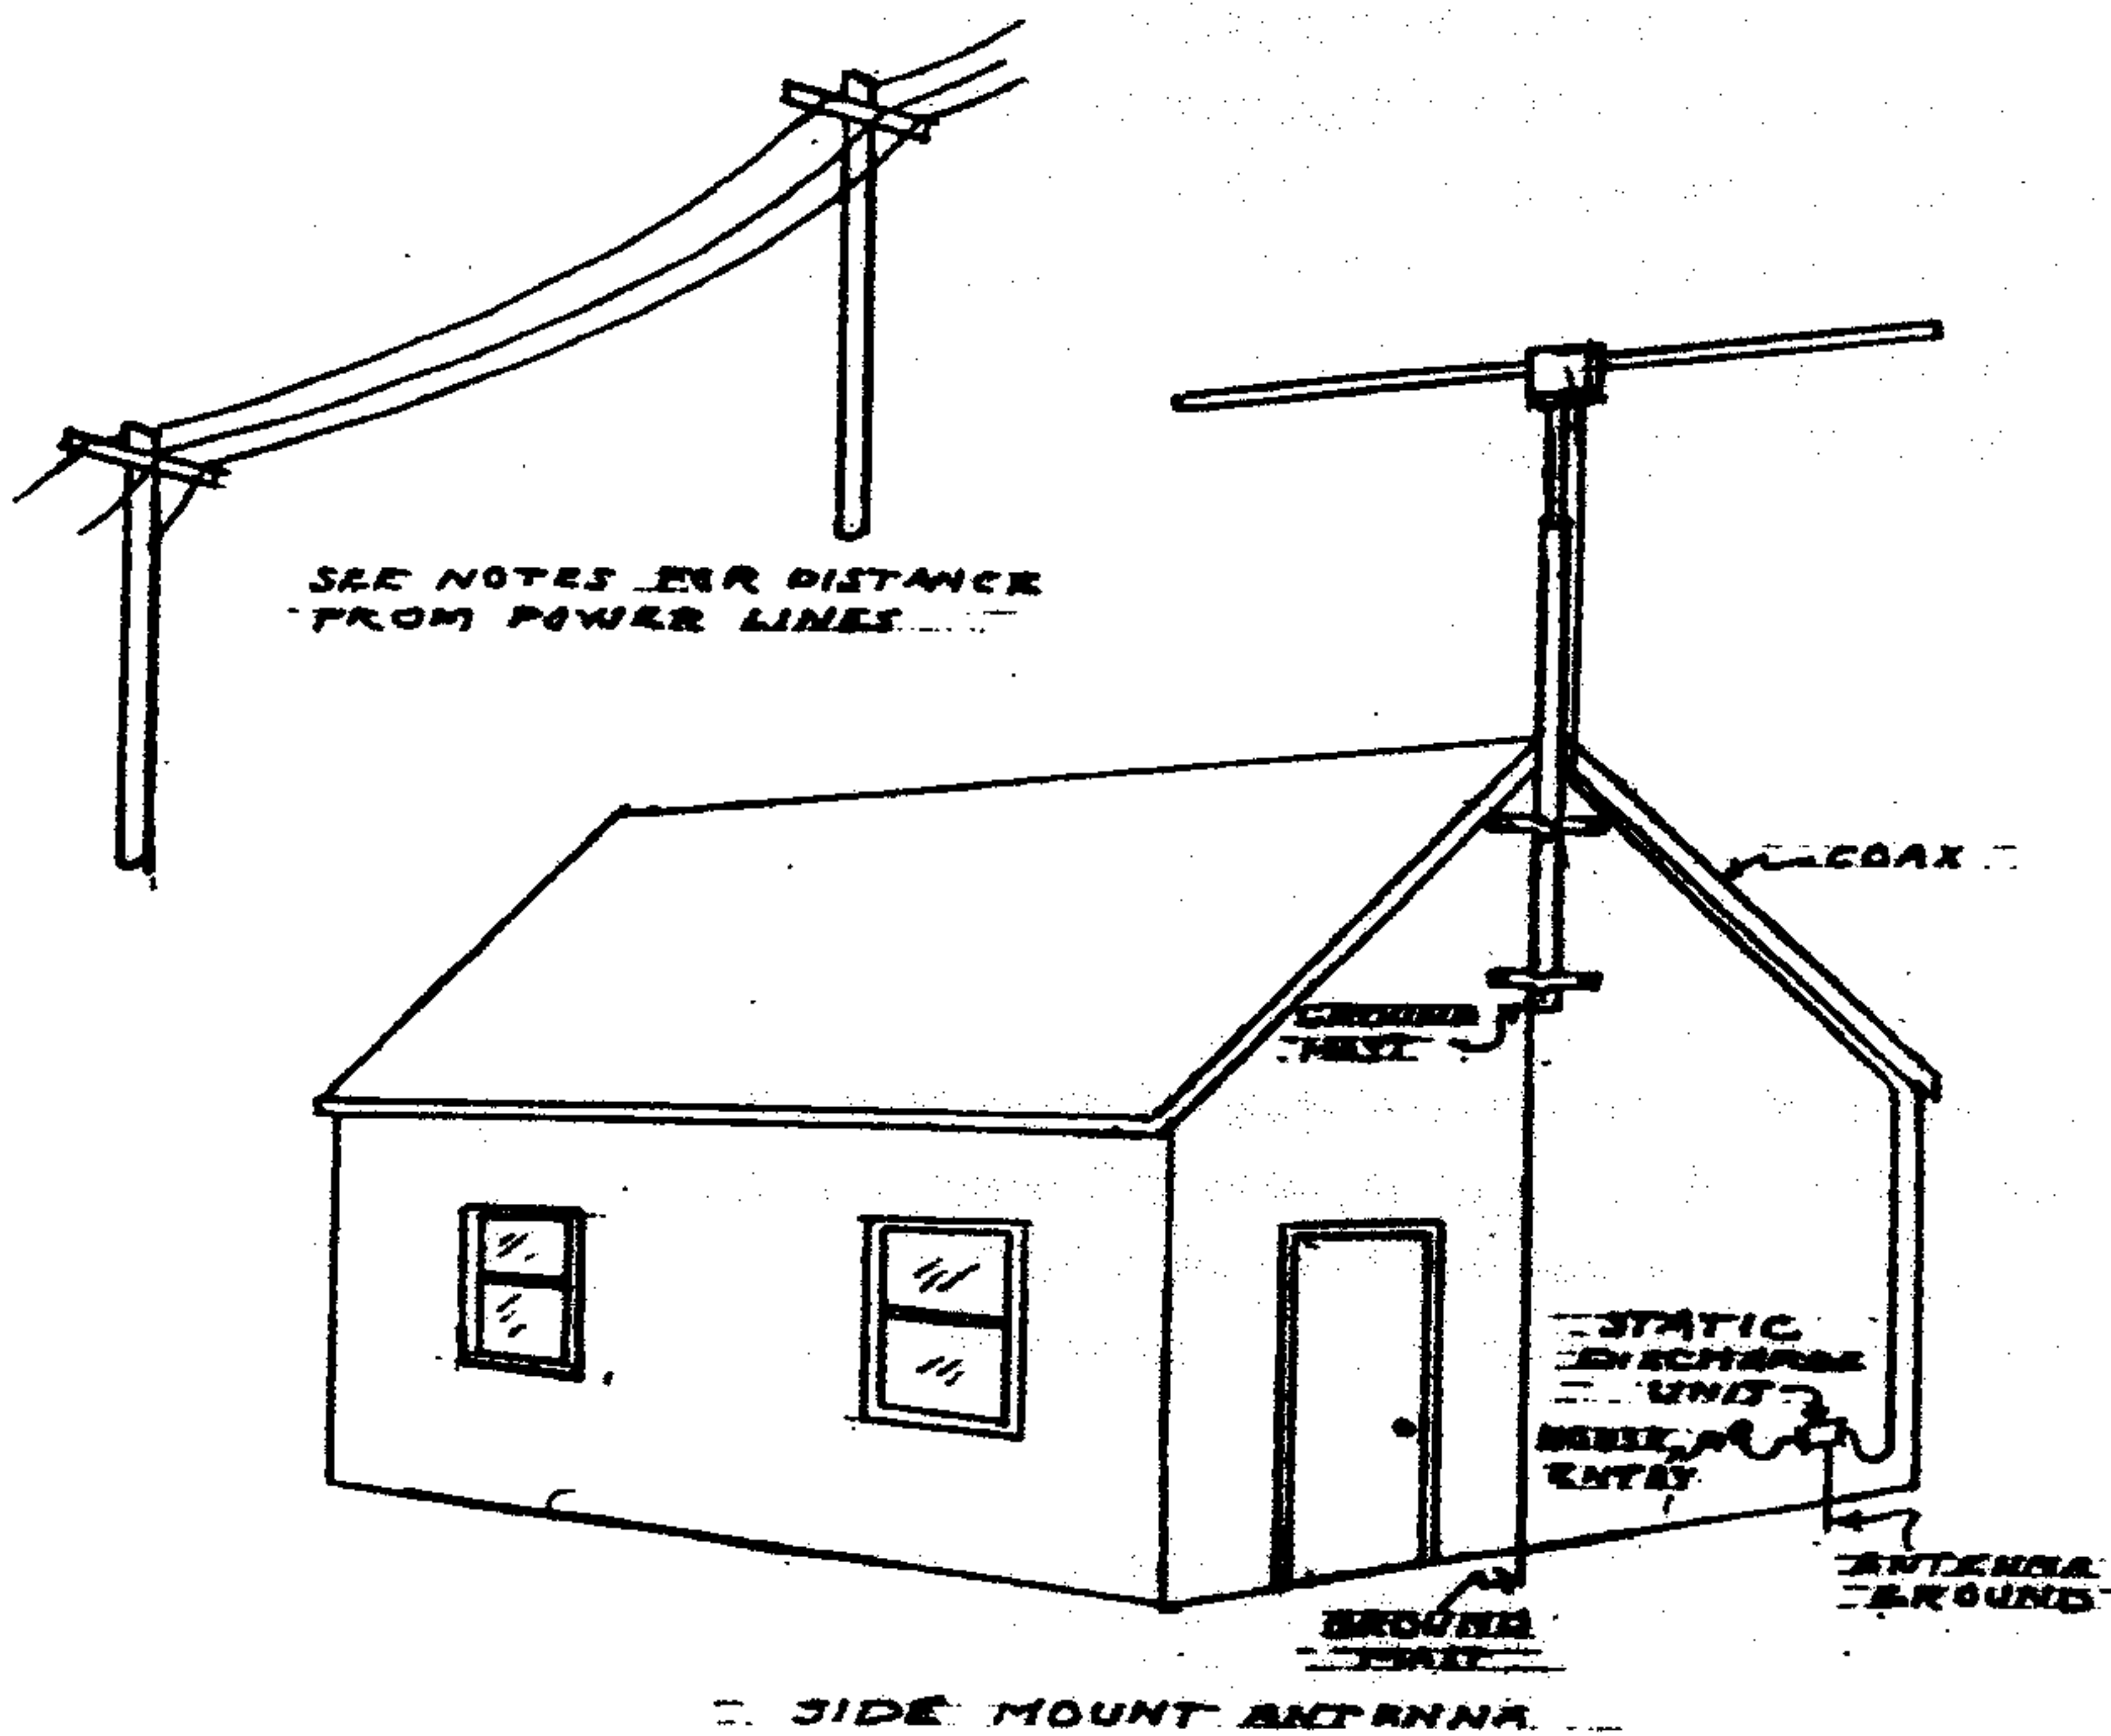 SEE NOTES FOR DISTANCE
FROM POWER LINES
COAX
GROUND
MAST
STATIC
DISCHARGE
UNIT
HOUSE
ENTRY
ANTENNA
GROUND
GROUND
MAST
SIDE MOUNT ANTENNA